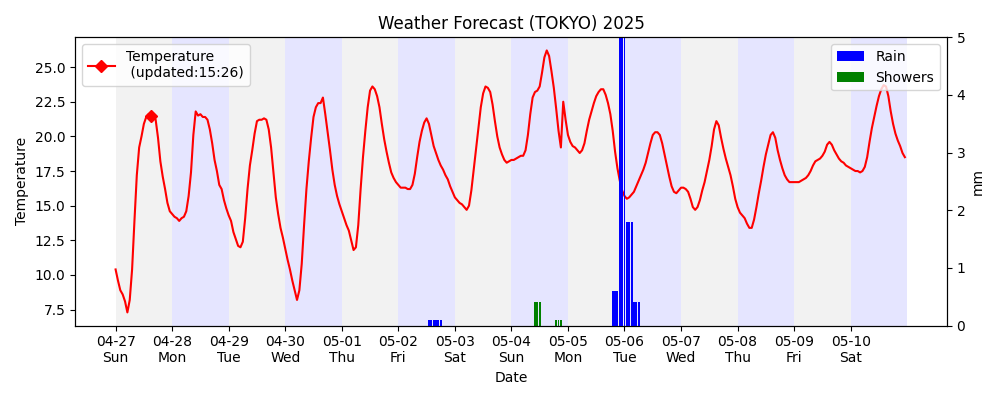 Weather Forecast (TOKYO) 2025
Temperature
(updated:15:26)
Rain
Showers
Temperature
25.0
22.5
20.0
17.5
15.0
12.5
10.0
7.5
5
4
3
2
1
0
mm
04-27 04-28 04-29 04-30 05-01 05-02 05-03 05-04 05-05 05-06 05-07 05-08 05-09 05-10
Sun Mon Tue Wed Thu Fri Sat Sun Mon Tue Wed Thu Fri Sat
Date